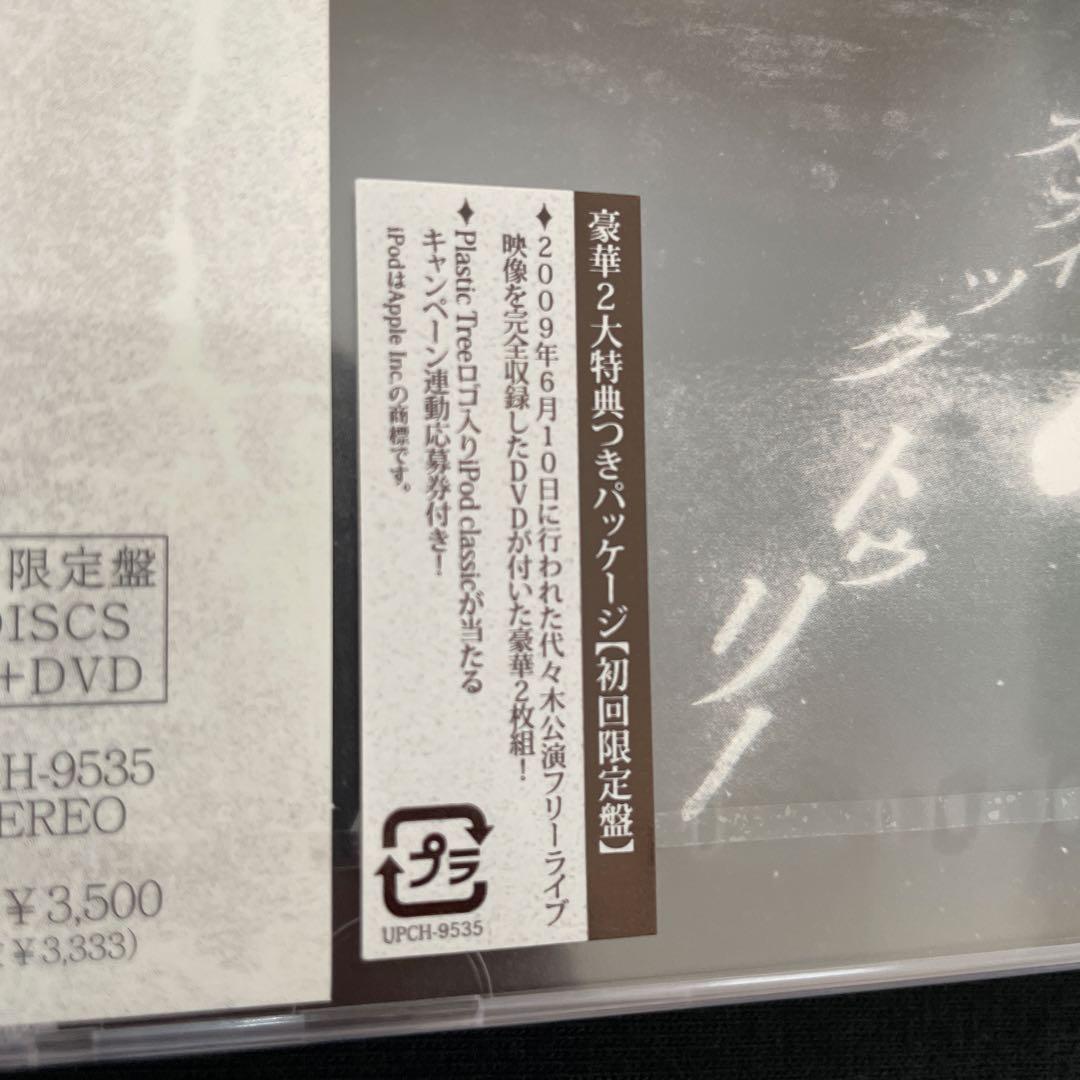 豪華2大特典つきパッケージ【初回限定盤】
♦2009年6月10日に行われた代々木公演フリーライブ
映像を完全収録したDVDが付いた豪華2枚組！
♦Plastic Treeロゴ入りiPod classicが当たる
キャンペーン連動応募券付き！
iPodはApple Incの商標です。
プラ
UPCH-9535
限定盤
DISCS
+DVD
H-9535
EREO
￥3,500
￥3,333)